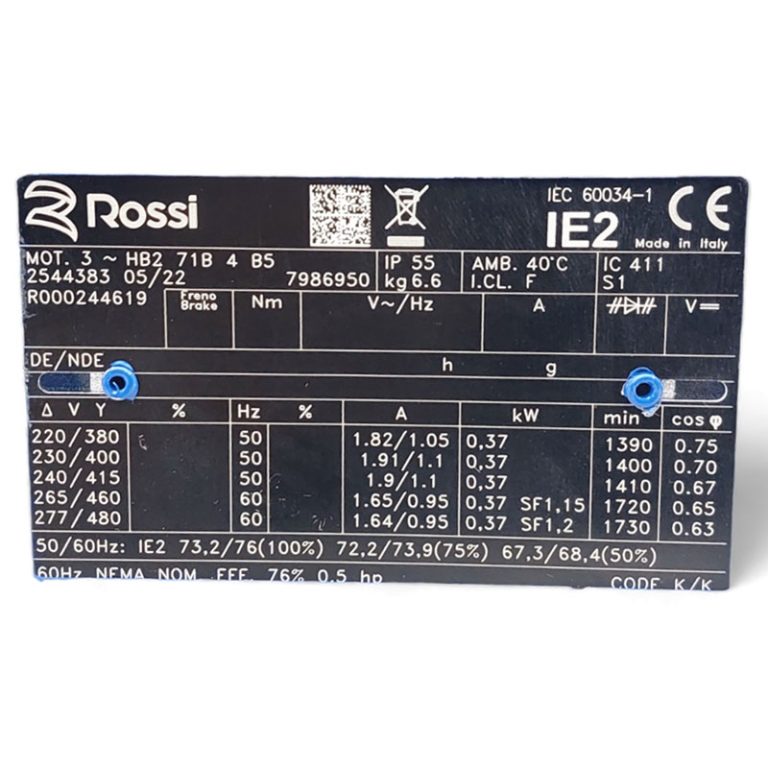 Rossi
IEC 60034-1
CE
IE2
Made in Italy
MOT. 3 ~ HB2 71B 4 B5
2544383 05/22 7986950
IP 55
kg 6.6
AMB. 40°C
I.CL. F
IC 411
S1
R000244619
Freno
Brake
Nm
V~/Hz
A
V=
DE/NDE
h g
Δ V Y % Hz % A kW min⁻¹ cos φ
220/380 50 1.82/1.05 0,37 1390 0.75
230/400 50 1.91/1.1 0,37 1400 0.70
240/415 50 1.9/1.1 0,37 1410 0.67
265/460 60 1.65/0.95 0,37 SF1,15 1720 0.65
277/480 60 1.64/0.95 0,37 SF1,2 1730 0.63
50/60Hz: IE2 73,2/76(100%) 72,2/73,9(75%) 67,3/68,4(50%)
60Hz NEMA NOM. EFF. 76% 0.5 hp CODE K/K